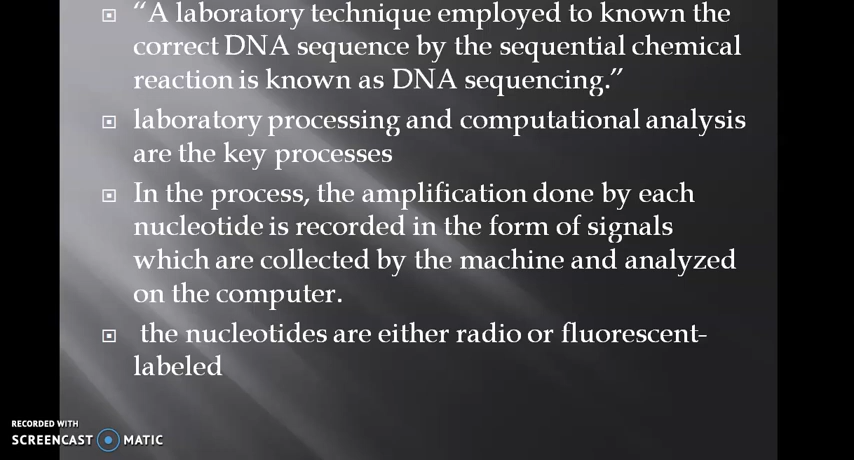 “A laboratory technique employed to known the
correct DNA sequence by the sequential chemical
reaction is known as DNA sequencing.”
laboratory processing and computational analysis
are the key processes
In the process, the amplification done by each
nucleotide is recorded in the form of signals
which are collected by the machine and analyzed
on the computer.
the nucleotides are either radio or fluorescent-
labeled
RECORDED WITH
SCREENCAST MATIC